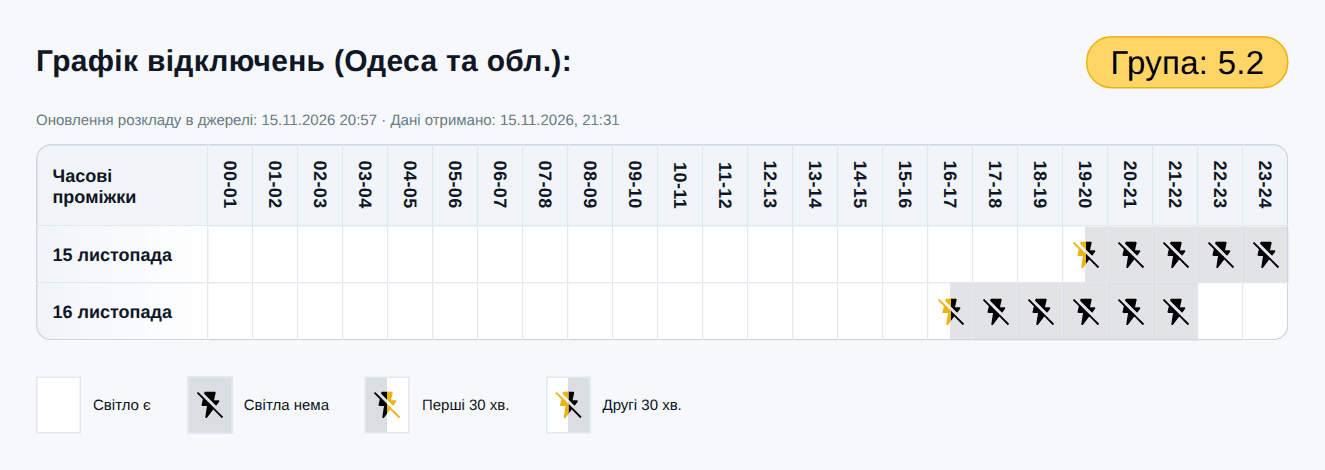 Графік відключень (Одеса та обл.):
Група: 5.2
Оновлення розкладу в джерелі: 15.11.2026 20:57 · Дані отримано: 15.11.2026, 21:31
Часові
проміжки
00-01
01-02
02-03
03-04
04-05
05-06
06-07
07-08
08-09
09-10
10-11
11-12
12-13
13-14
14-15
15-16
16-17
17-18
18-19
19-20
20-21
21-22
22-23
23-24
15 листопада
16 листопада
Світло є
Світла нема
Перші 30 хв.
Другі 30 хв.